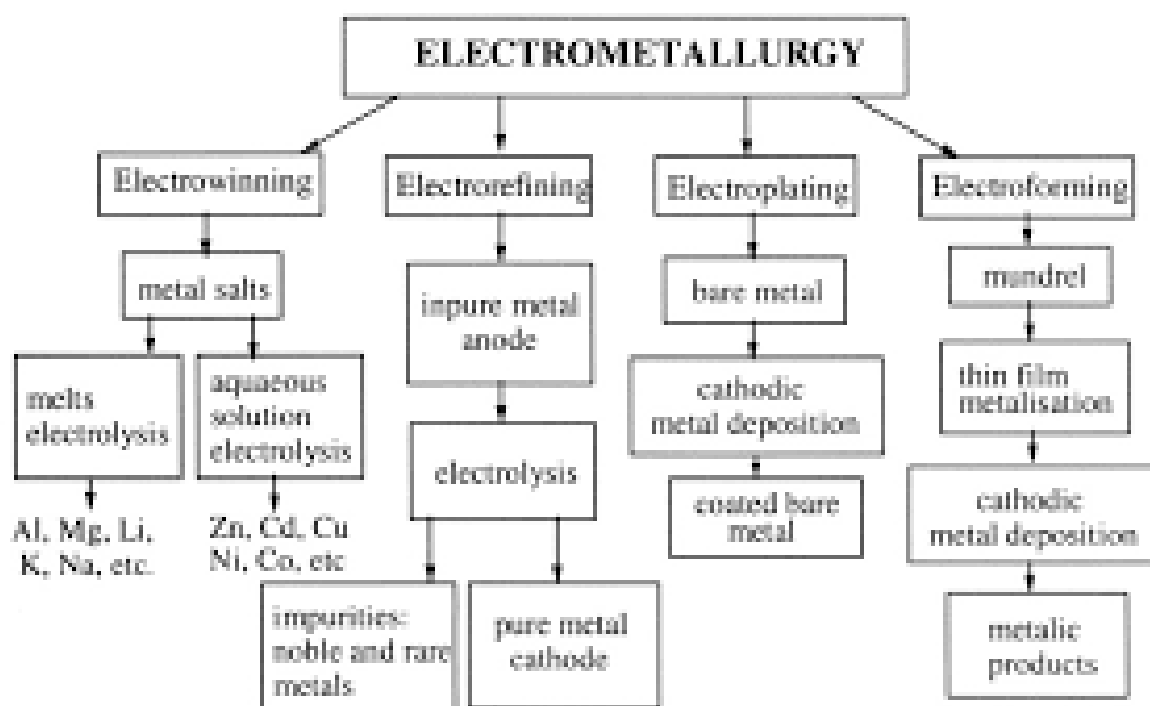 ELECTROMETALLURGY
Electrowinning
Electrorefining
Electroplating
Electroforming
metal salts
inpure metal
anode
bare metal
mundrel
melts
electrolysis
aquaeous
solution
electrolysis
electrolysis
cathodic
metal deposition
thin film
metalisation
Al, Mg, Li,
K, Na, etc.
Zn, Cd, Cu
Ni, Co, etc
coated bare
metal
cathodic
metal deposition
impurities:
noble and rare
metals
pure metal
cathode
metalic
products